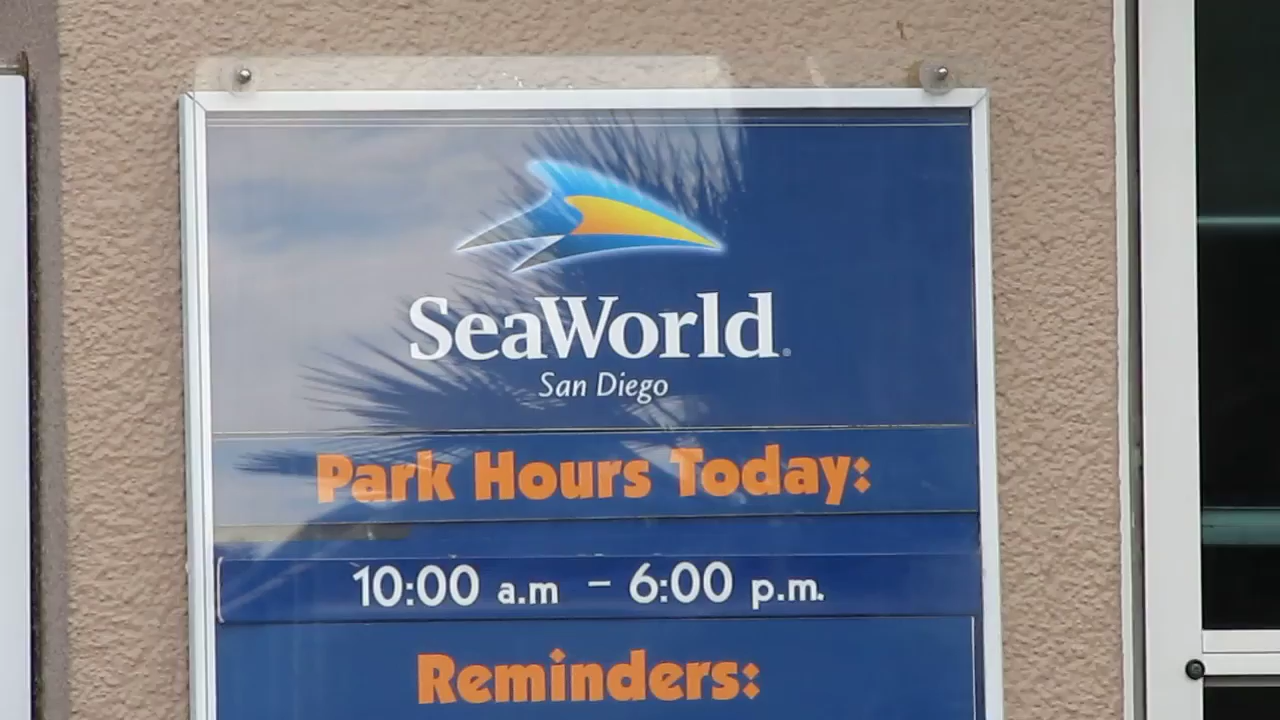 SeaWorld®
San Diego
Park Hours Today:
10:00 a.m – 6:00 p.m.
Reminders: